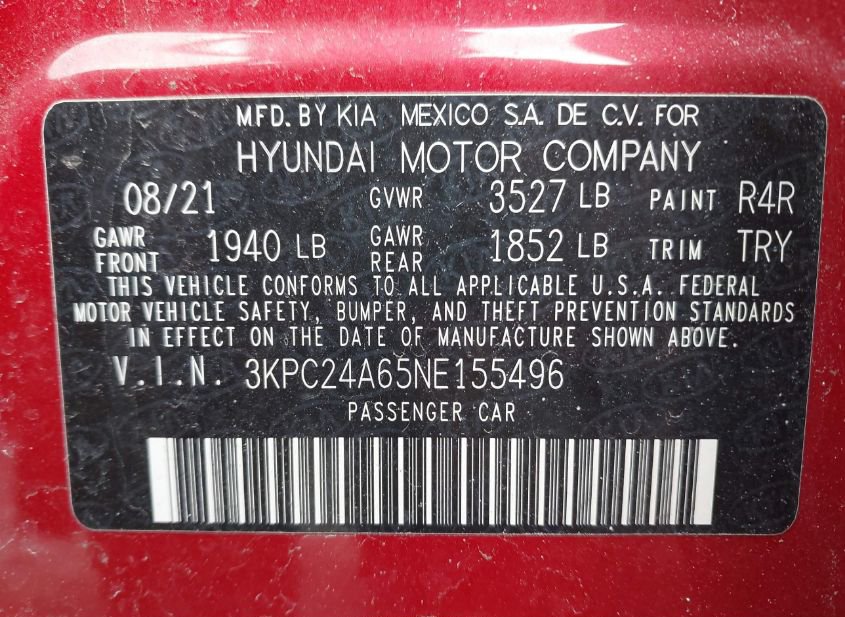 MFD. BY KIA MEXICO S.A. DE C.V. FOR
HYUNDAI MOTOR COMPANY
08/21 GVWR 3527 LB PAINT R4R
GAWR FRONT 1940 LB GAWR REAR 1852 LB TRIM TRY
THIS VEHICLE CONFORMS TO ALL APPLICABLE U.S.A. FEDERAL
MOTOR VEHICLE SAFETY, BUMPER, AND THEFT PREVENTION STANDARDS
IN EFFECT ON THE DATE OF MANUFACTURE SHOWN ABOVE.
V.I.N. 3KPC24A65NE155496
PASSENGER CAR